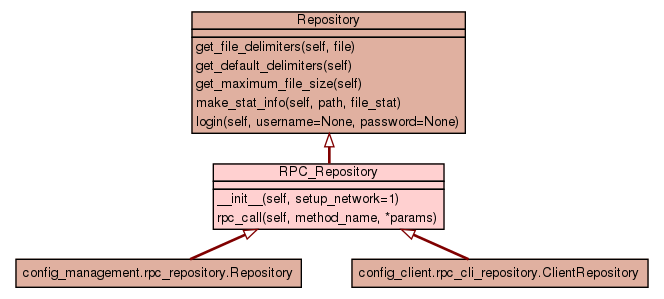 Repository
get_file_delimiters(self, file)
get_default_delimiters(self)
get_maximum_file_size(self)
make_stat_info(self, path, file_stat)
login(self, username=None, password=None)
RPC_Repository
__init__(self, setup_network=1)
rpc_call(self, method_name, *params)
config_management.rpc_repository.Repository
config_client.rpc_cli_repository.ClientRepository